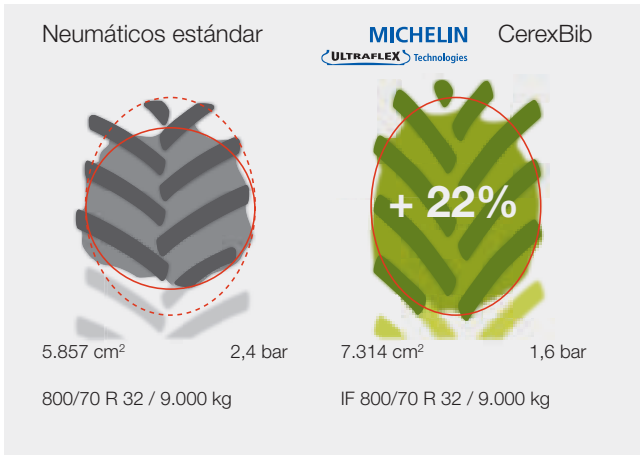 Neumáticos estándar
MICHELIN
ULTRAFLEX Technologies
CerexBib
+ 22%
5.857 cm²
2,4 bar
7.314 cm²
1,6 bar
800/70 R 32 / 9.000 kg
IF 800/70 R 32 / 9.000 kg